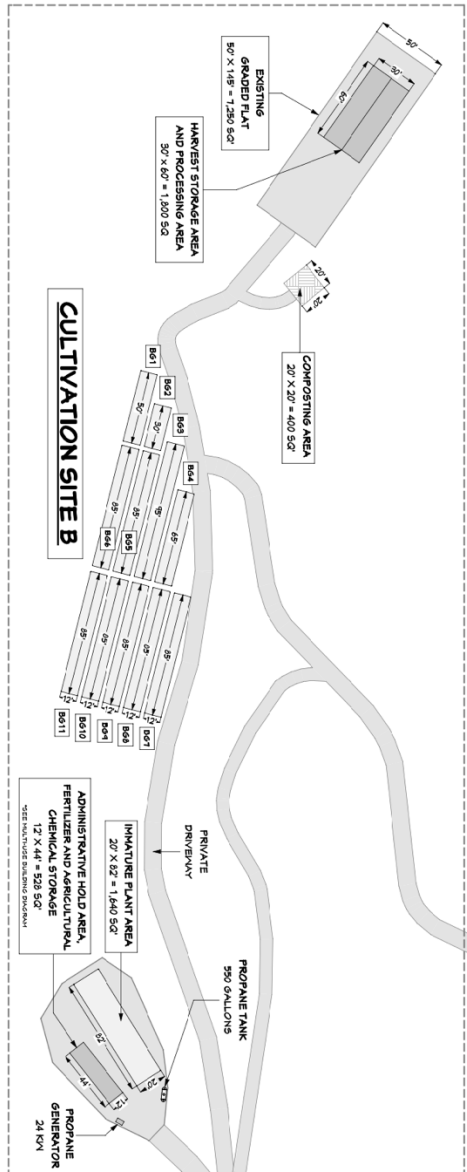 EXISTING
GRADED FLAT
50' X 145' = 7,250 SQ'
50'
30'
60'
HARVEST STORAGE AREA
AND PROCESSING AREA
30' x 60' = 1,800 SQ'
20'
20'
COMPOSTING AREA
20' X 20' = 400 SQ'
CULTIVATION SITE B
BG1
BG2
BG3
BG4
50'
30'
95'
65'
85'
85'
BG6
BG5
85'
85'
85'
85'
85'
12'
12'
12'
12'
12'
BG11
BG10
BG9
BG8
BG7
PRIVATE
DRIVEWAY
IMMATURE PLANT AREA
20' X 82' = 1,640 SQ'
ADMINISTRATIVE HOLD AREA,
FERTILIZER AND AGRICULTURAL
CHEMICAL STORAGE
12' X 44' = 528 SQ'
*SEE MULTI-USE BUILDING DIAGRAM
PROPANE TANK
550 GALLONS
82'
20'
44'
12'
PROPANE
GENERATOR
24 KW